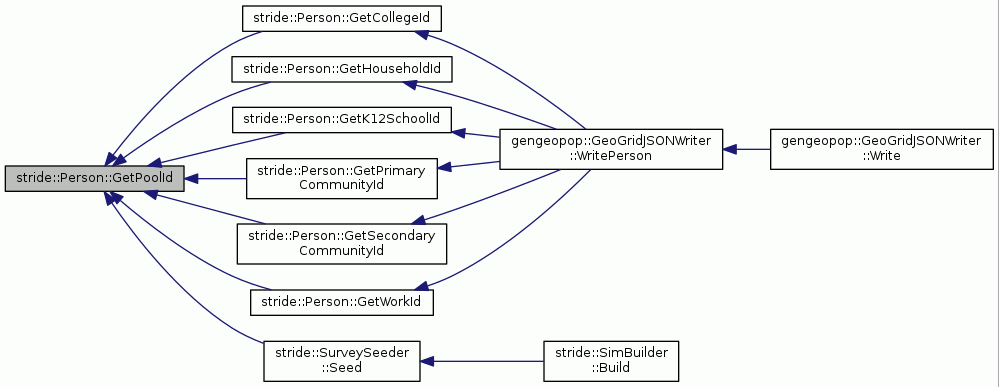 stride::Person::GetCollegeId
stride::Person::GetHouseholdId
stride::Person::GetK12SchoolId
gengeopop::GeoGridJSONWriter
::WritePerson
gengeopop::GeoGridJSONWriter
::Write
stride::Person::GetPoolId
stride::Person::GetPrimary
CommunityId
stride::Person::GetSecondary
CommunityId
stride::Person::GetWorkId
stride::SurveySeeder
::Seed
stride::SimBuilder
::Build